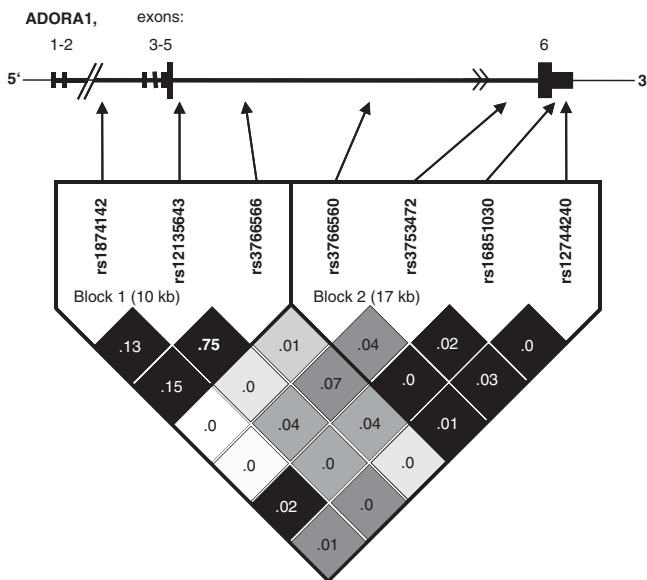 ADORA1, exons:
1-2 3-5 6
5‘ 3
rs1874142
rs12135643
rs3766566
rs3766560
rs3753472
rs16851030
rs12744240
Block 1 (10 kb) Block 2 (17 kb)
.13 .75 .01 .04 .02 .0
.15 .0 .07 .0 .03
.0 .04 .04 .01
.0 .0 .0
.02 .0
.01